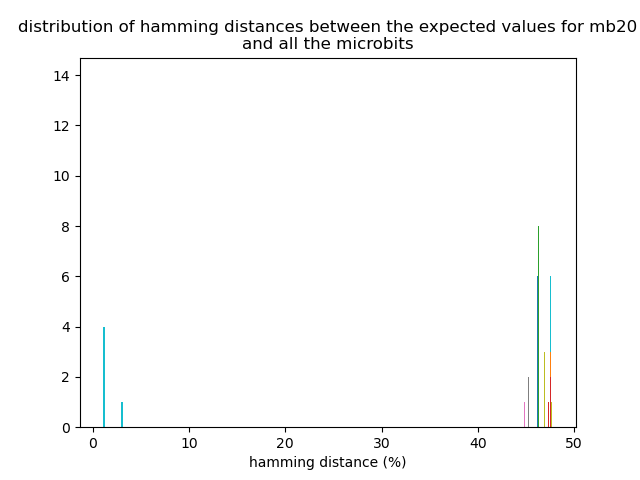 distribution of hamming distances between the expected values for mb20
and all the microbits
14
12
10
8
6
4
2
0
0 10 20 30 40 50
hamming distance (%)